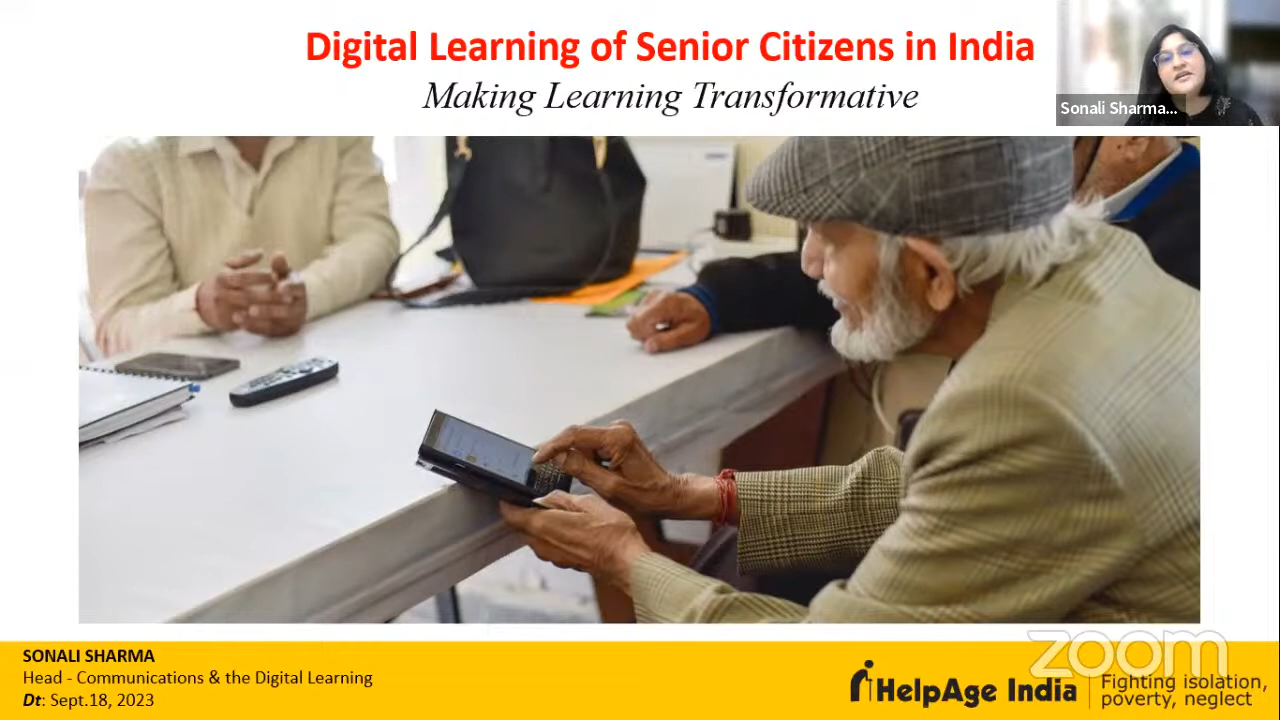 Digital Learning of Senior Citizens in India
Making Learning Transformative
Sonali Sharma...
SONALI SHARMA
Head - Communications & the Digital Learning
Dt: Sept.18, 2023
zoom
HelpAge India
Fighting isolation,
poverty, neglect